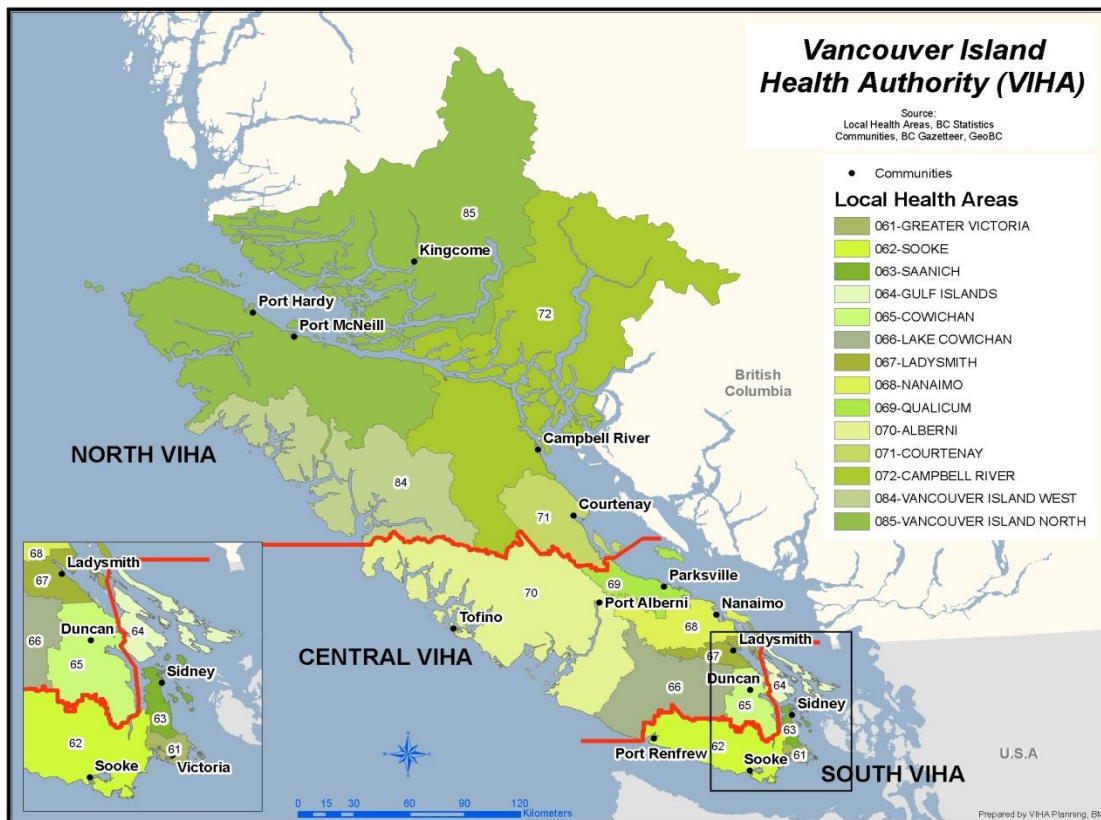 Vancouver Island
Health Authority (VIHA)
Source:
Local Health Areas, BC Statistics
Communities, BC Gazetteer, GeoBC
Communities
Local Health Areas
061-GREATER VICTORIA
062-SOOKE
063-SAANICH
064-GULF ISLANDS
065-COWICHAN
066-LAKE COWICHAN
067-LADYSMITH
068-NANAIMO
069-QUALICUM
070-ALBERNI
071-COURTENAY
072-CAMPBELL RIVER
084-VANCOUVER ISLAND WEST
085-VANCOUVER ISLAND NORTH
85
Kingcome
Port Hardy
Port McNeill
72
British
Columbia
Campbell River
NORTH VIHA
84
71
Courtenay
69
Parksville
70
Port Alberni
Nanaimo
Tofino
68
CENTRAL VIHA
Ladysmith
67
Duncan
64
66
65
Sidney
63
Port Renfrew
62
61
Sooke
SOUTH VIHA
U.S.A
68
Ladysmith
67
64
Duncan
66
65
Sidney
63
62
61
Victoria
Sooke
0 15 30 60 90 120
Kilometers
Prepared by VIHA Planning, BM